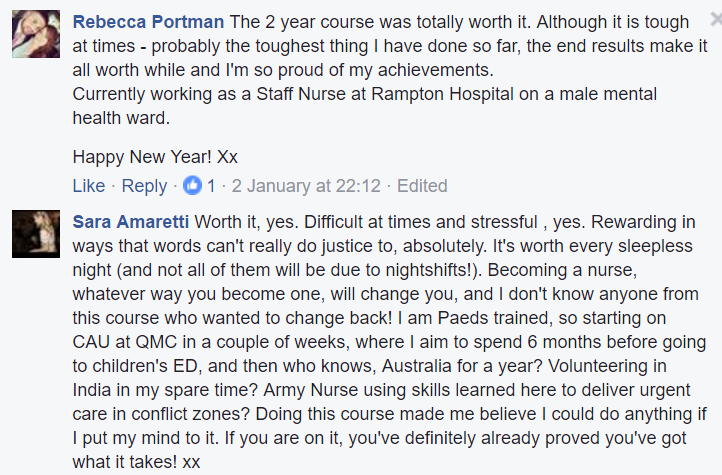 Rebecca Portman The 2 year course was totally worth it. Although it is tough
at times - probably the toughest thing I have done so far, the end results make it
all worth while and I'm so proud of my achievements.
Currently working as a Staff Nurse at Rampton Hospital on a male mental
health ward.
Happy New Year! Xx
Like · Reply · 1 · 2 January at 22:12 · Edited
Sara Amaretti Worth it, yes. Difficult at times and stressful , yes. Rewarding in
ways that words can't really do justice to, absolutely. It's worth every sleepless
night (and not all of them will be due to nightshifts!). Becoming a nurse,
whatever way you become one, will change you, and I don't know anyone from
this course who wanted to change back! I am Paeds trained, so starting on
CAU at QMC in a couple of weeks, where I aim to spend 6 months before going
to children's ED, and then who knows, Australia for a year? Volunteering in
India in my spare time? Army Nurse using skills learned here to deliver urgent
care in conflict zones? Doing this course made me believe I could do anything if
I put my mind to it. If you are on it, you've definitely already proved you've got
what it takes! xx